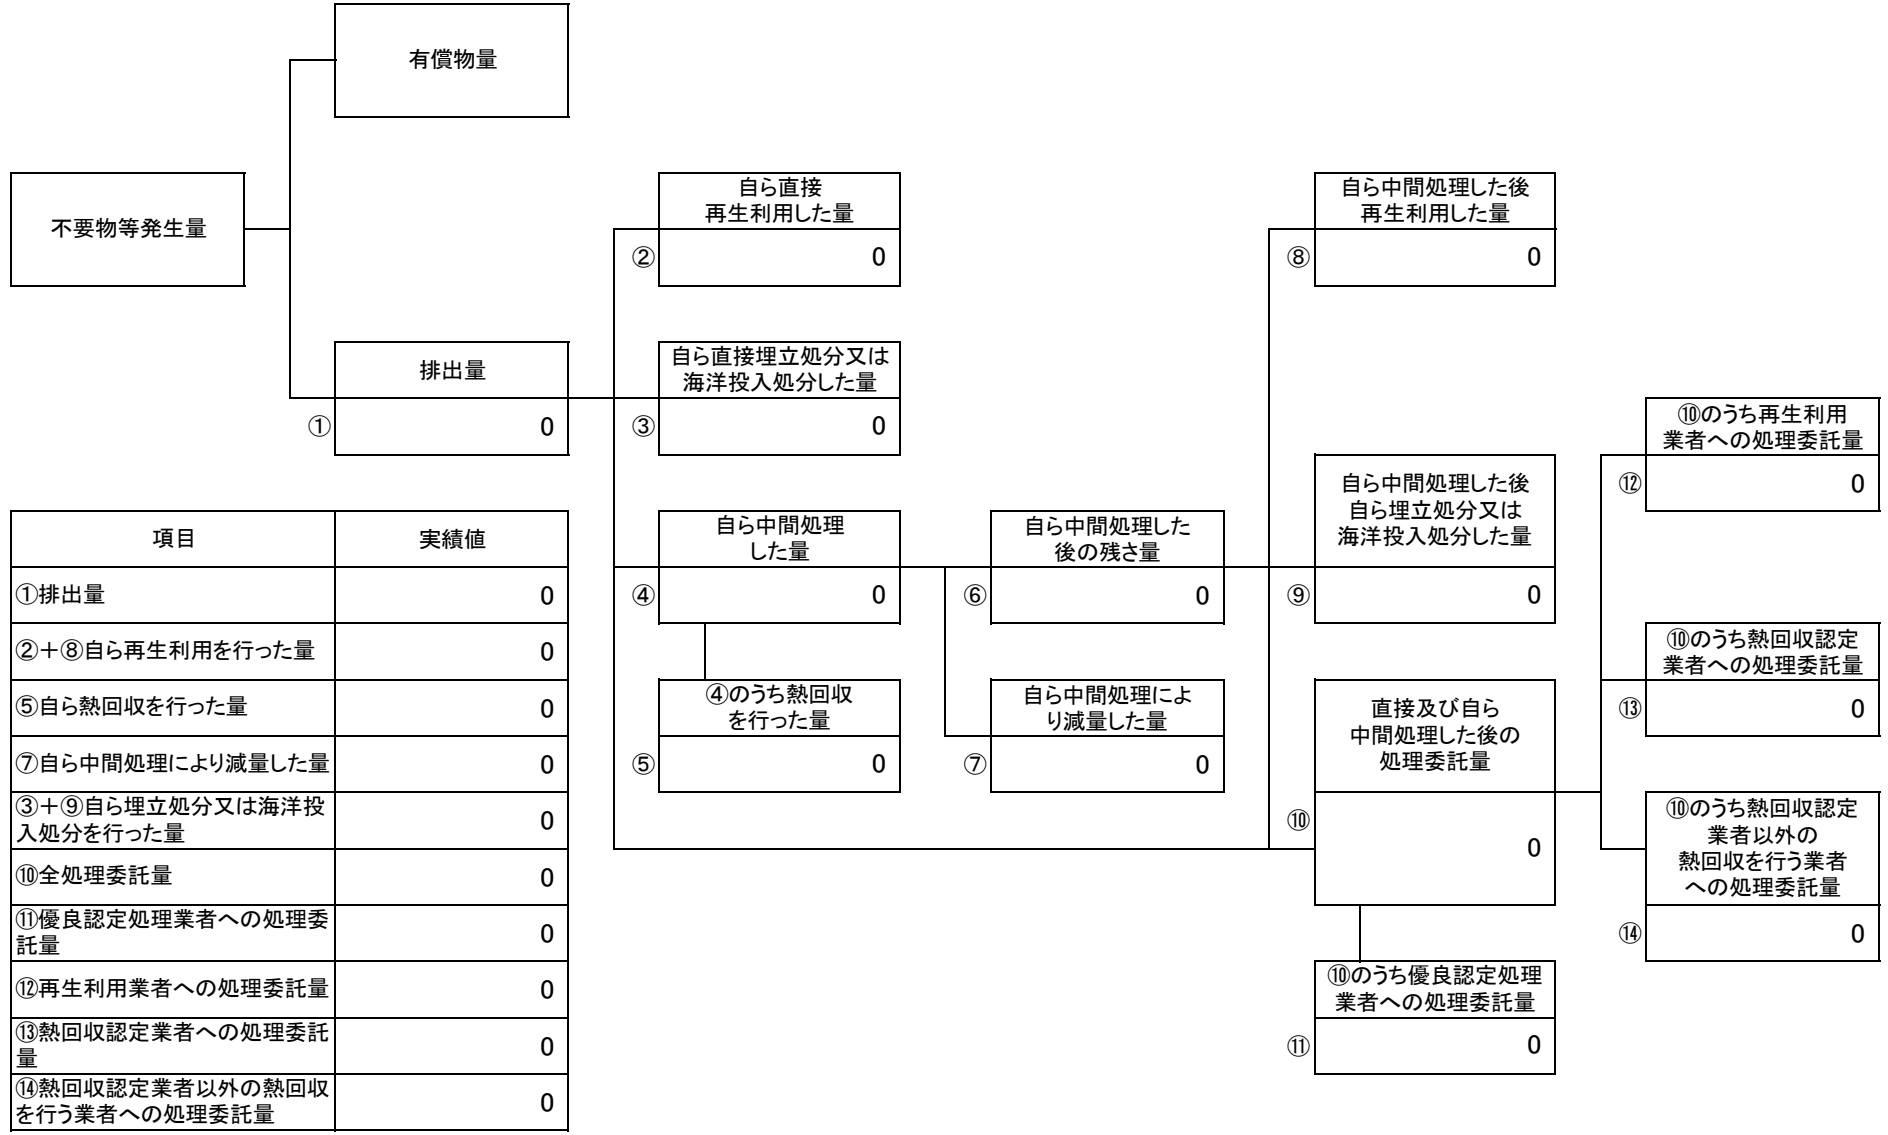 有償物量
不要物等発生量
排出量
①
0
自ら直接
再生利用した量
②
0
自ら直接埋立処分又は
海洋投入処分した量
③
0
自ら中間処理
した量
④
0
④のうち熱回収
を行った量
⑤
0
自ら中間処理した
後の残さ量
⑥
0
自ら中間処理によ
り減量した量
⑦
0
自ら中間処理した後
再生利用した量
⑧
0
自ら中間処理した後
自ら埋立処分又は
海洋投入処分した量
⑨
0
直接及び自ら
中間処理した後の
処理委託量
⑩
0
⑩のうち優良認定処理
業者への処理委託量
⑪
0
⑩のうち再生利用
業者への処理委託量
⑫
0
⑩のうち熱回収認定
業者への処理委託量
⑬
0
⑩のうち熱回収認定
業者以外の
熱回収を行う業者
への処理委託量
⑭
0
項目 実績値
①排出量 0
②＋⑧自ら再生利用を行った量 0
⑤自ら熱回収を行った量 0
⑦自ら中間処理により減量した量 0
③＋⑨自ら埋立処分又は海洋投
入処分を行った量 0
⑩全処理委託量 0
⑪優良認定処理業者への処理委
託量 0
⑫再生利用業者への処理委託量 0
⑬熱回収認定業者への処理委託
量 0
⑭熱回収認定業者以外の熱回収
を行う業者への処理委託量 0